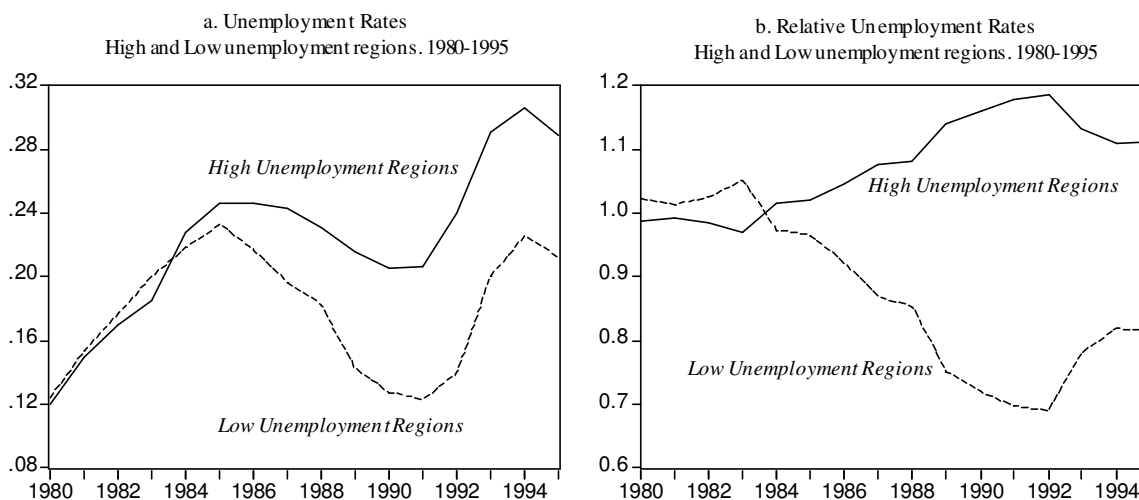 a. Unemployment Rates
High and Low unemployment regions. 1980-1995
.32
.28
.24
.20
.16
.12
.08
High Unemployment Regions
Low Unemployment Regions
1980 1982 1984 1986 1988 1990 1992 1994
b. Relative Unemployment Rates
High and Low unemployment regions. 1980-1995
1.2
1.1
1.0
0.9
0.8
0.7
0.6
High Unemployment Regions
Low Unemployment Regions
1980 1982 1984 1986 1988 1990 1992 1994